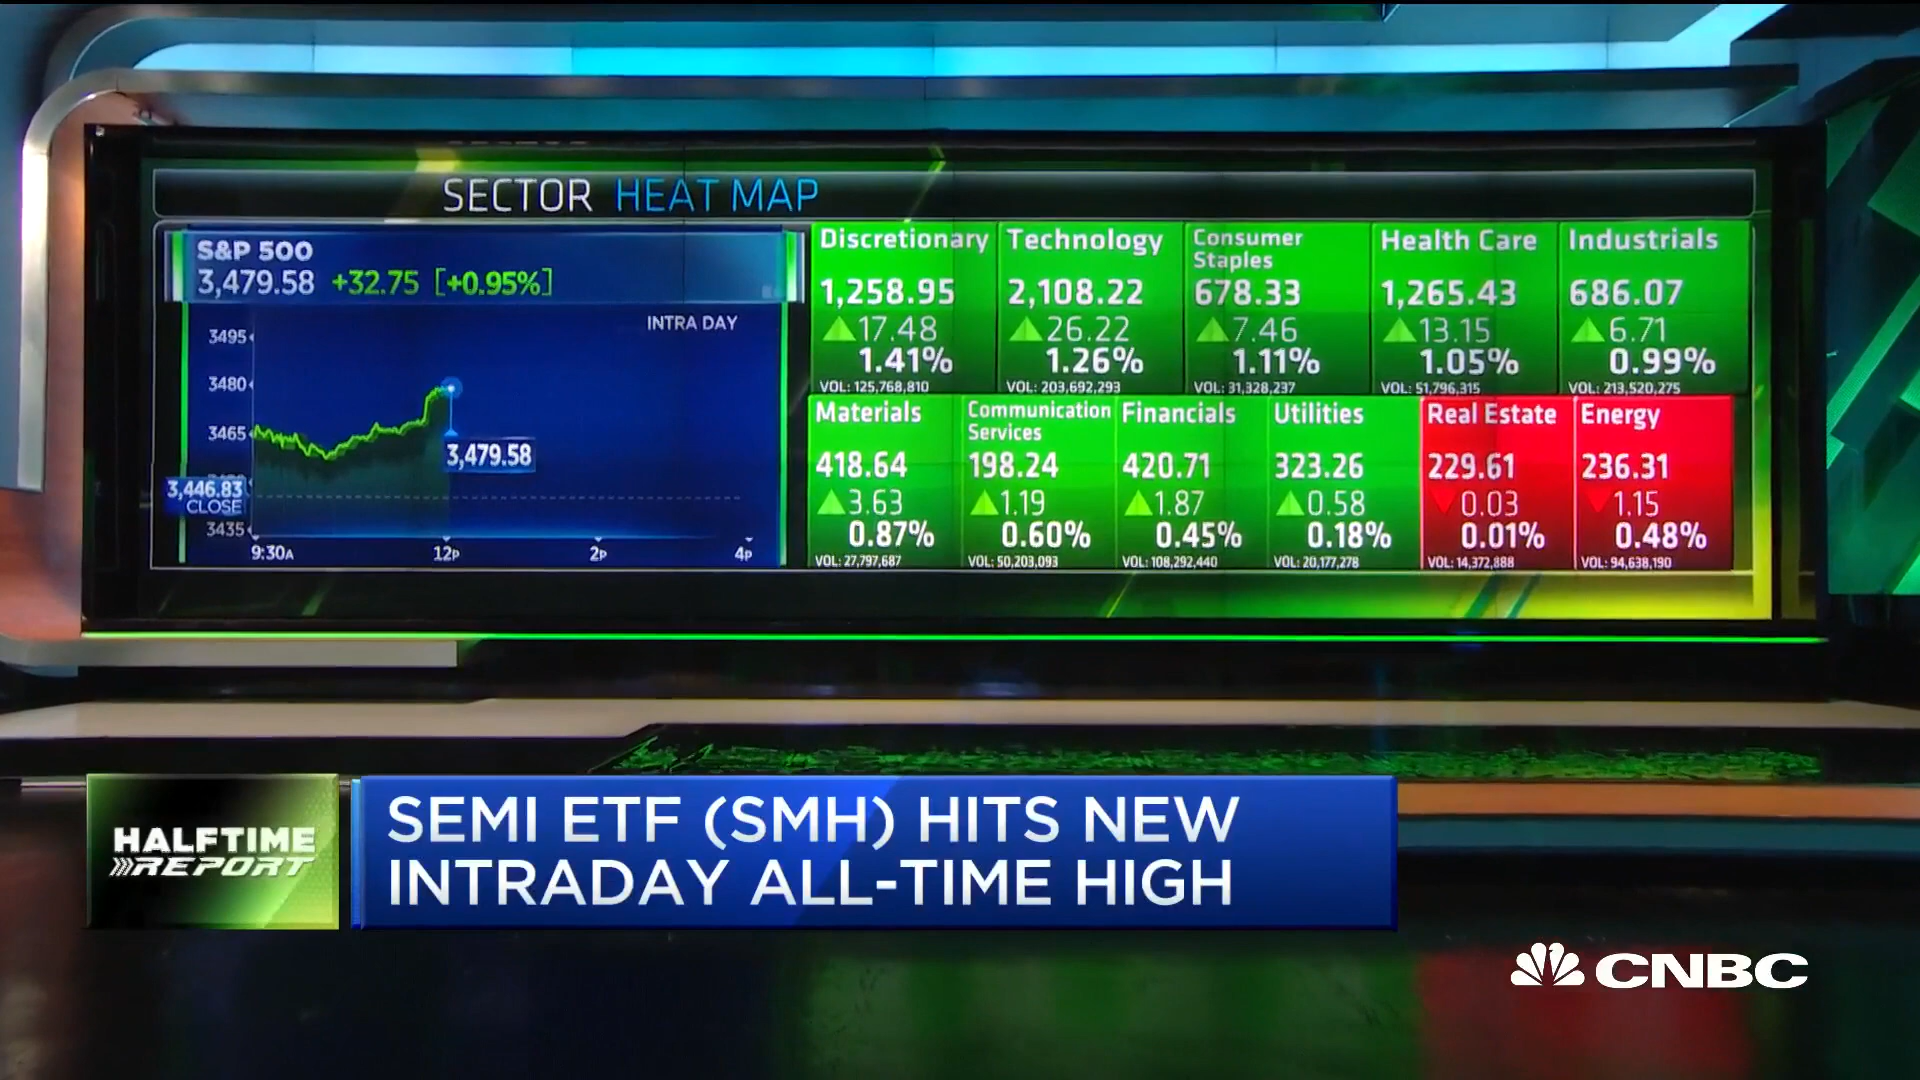 SECTOR HEAT MAP
S&P 500
3,479.58 +32.75 [+0.95%]
INTRA DAY
3495
3480
3465
3,479.58
3,446.83
CLOSE
3435
9:30A 12P 2P 4P
Discretionary
1,258.95
17.48
1.41%
VOL: 125,768,810
Technology
2,108.22
26.22
1.26%
VOL: 203,692,293
Consumer
Staples
678.33
7.46
1.11%
VOL: 31,328,237
Health Care
1,265.43
13.15
1.05%
VOL: 51,796,315
Industrials
686.07
6.71
0.99%
VOL: 213,520,275
Materials
418.64
3.63
0.87%
VOL: 27,797,687
Communication
Services
198.24
1.19
0.60%
VOL: 50,203,093
Financials
420.71
1.87
0.45%
VOL: 108,292,440
Utilities
323.26
0.58
0.18%
VOL: 20,177,278
Real Estate
229.61
0.03
0.01%
VOL: 14,372,888
Energy
236.31
1.15
0.48%
VOL: 94,638,190
HALFTIME
REPORT
SEMI ETF (SMH) HITS NEW
INTRADAY ALL-TIME HIGH
CNBC